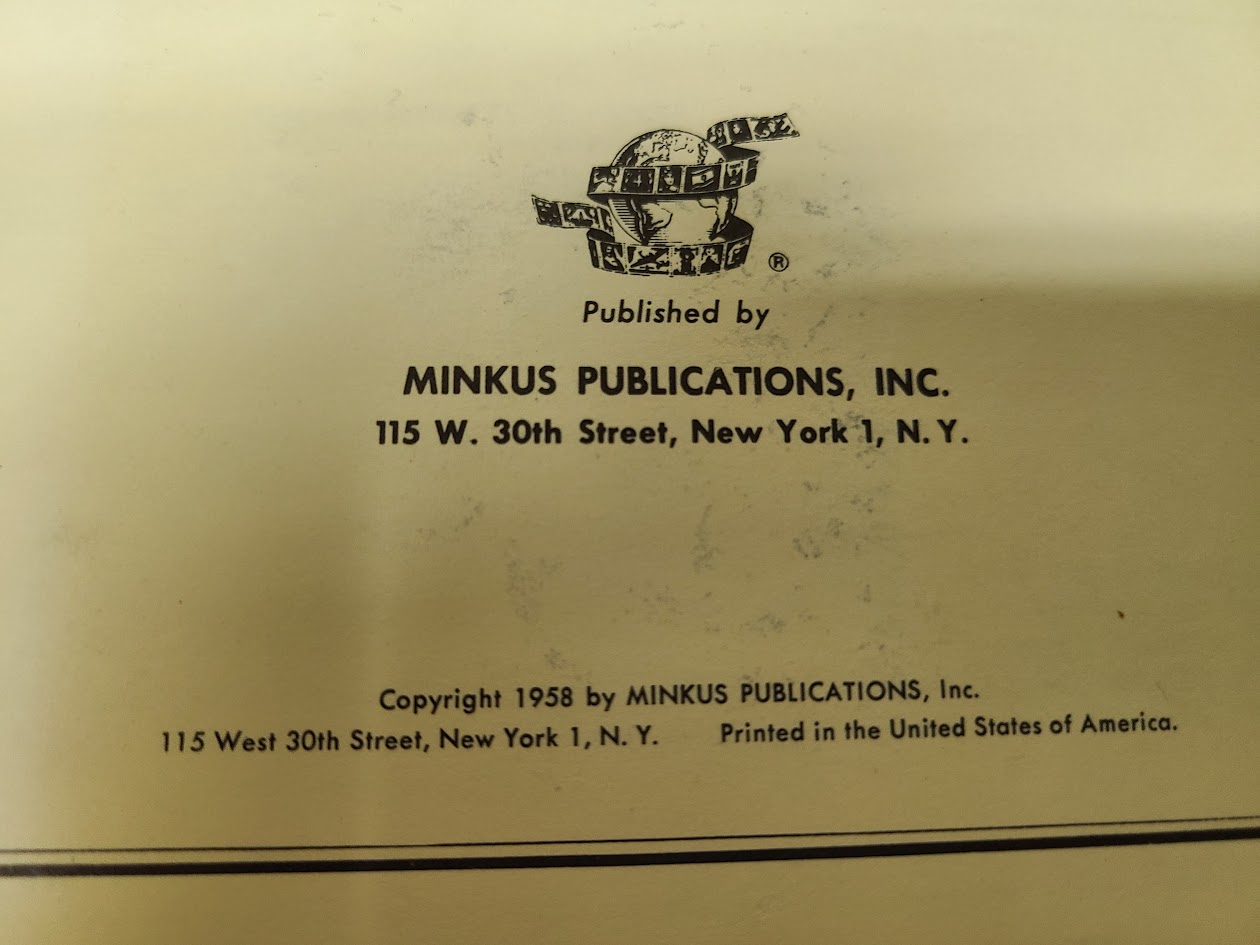 ®
Published by
MINKUS PUBLICATIONS, INC.
115 W. 30th Street, New York 1, N. Y.
Copyright 1958 by MINKUS PUBLICATIONS, Inc.
115 West 30th Street, New York 1, N. Y. Printed in the United States of America.